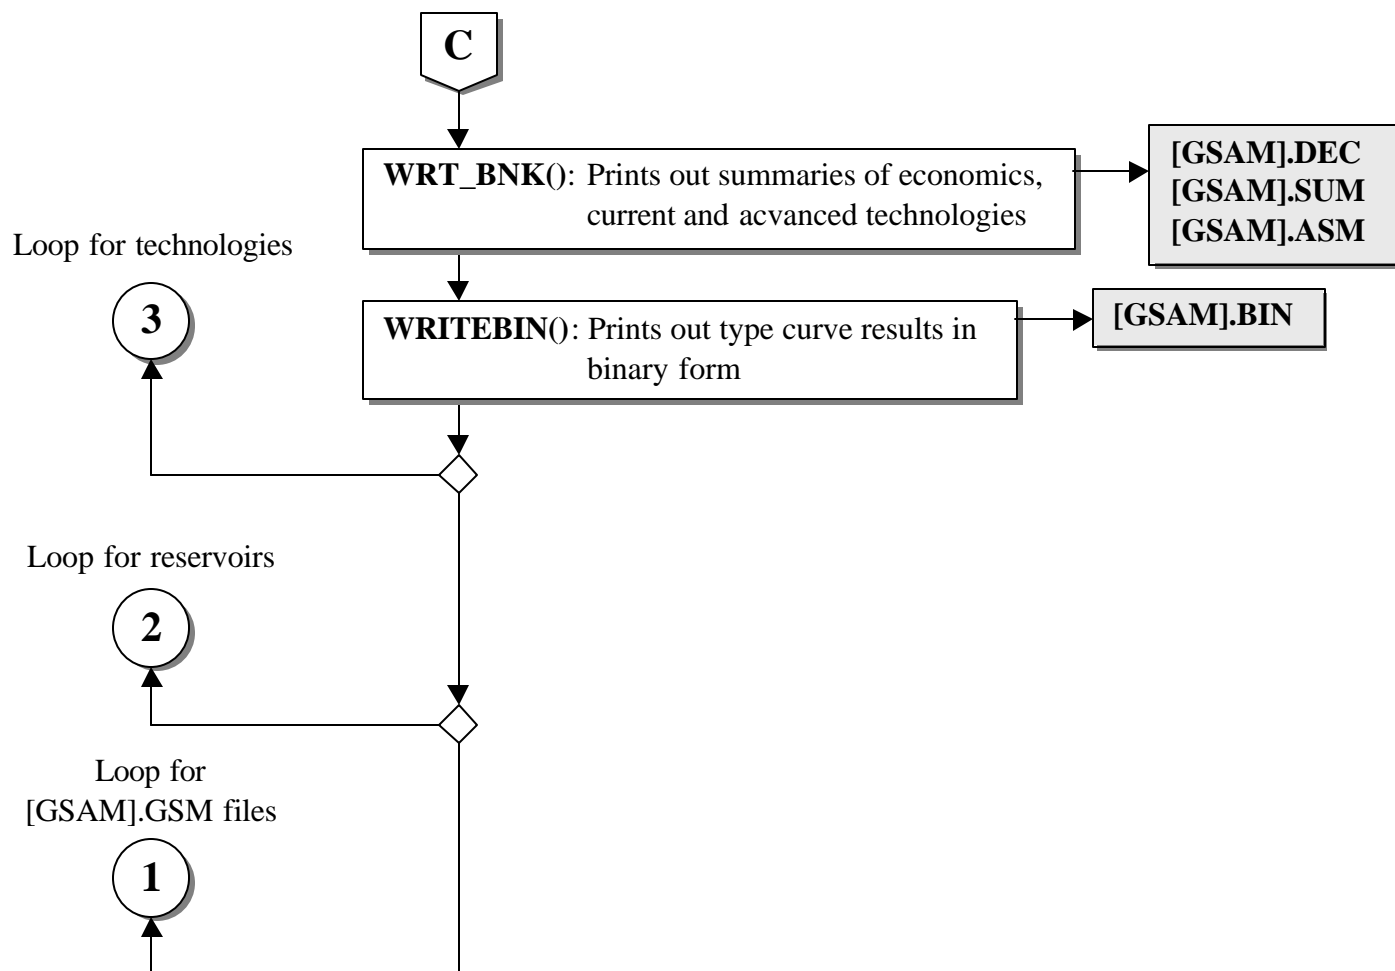 C
WRT_BNK(): Prints out summaries of economics,
current and acvanced technologies
[GSAM].DEC
[GSAM].SUM
[GSAM].ASM
Loop for technologies
3
WRITEBIN(): Prints out type curve results in
binary form
[GSAM].BIN
Loop for reservoirs
2
Loop for
[GSAM].GSM files
1